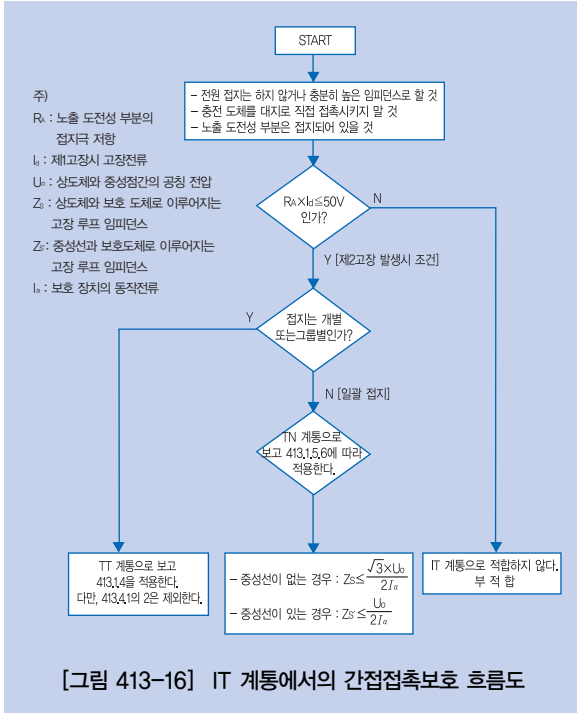 START
주)
RA : 노출 도전성 부분의
접지극 저항
Id : 제1고장시 고장전류
Uo : 상도체와 중성점간의 공칭 전압
Zs : 상도체와 보호 도체로 이루어지는
고장 루프 임피던스
Zs' : 중성선과 보호도체로 이루어지는
고장 루프 임피던스
Ia : 보호 장치의 동작전류
– 전원 접지는 하지 않거나 충분히 높은 임피던스로 할 것
– 충전 도체를 대지로 직접 접촉시키지 말 것
– 노출 도전성 부분은 접지되어 있을 것
RA×Id≤50V
인가?
N
Y [제2고장 발생시 조건]
접지는 개별
또는그룹별인가?
Y
N [일괄 접지]
TN 계통으로
보고 413.1.5.6에 따라
적용한다.
TT 계통으로 보고
413.1.4을 적용한다.
다만, 413.4.1의 2은 제외한다.
– 중성선이 없는 경우 : Zs≤√3×Uo/2Ia
– 중성선이 있는 경우 : Zs'≤Uo/2Ia
IT 계통으로 적합하지 않다.
부 적 합
[그림 413-16] IT 계통에서의 간접접촉보호 흐름도